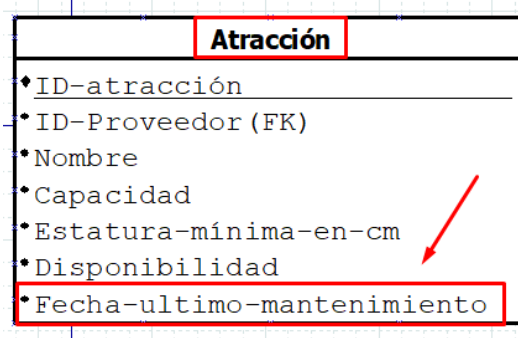 Atracción
ID-atracción
ID-Proveedor(FK)
Nombre
Capacidad
Estatura-mínima-en-cm
Disponibilidad
Fecha-ultimo-mantenimiento